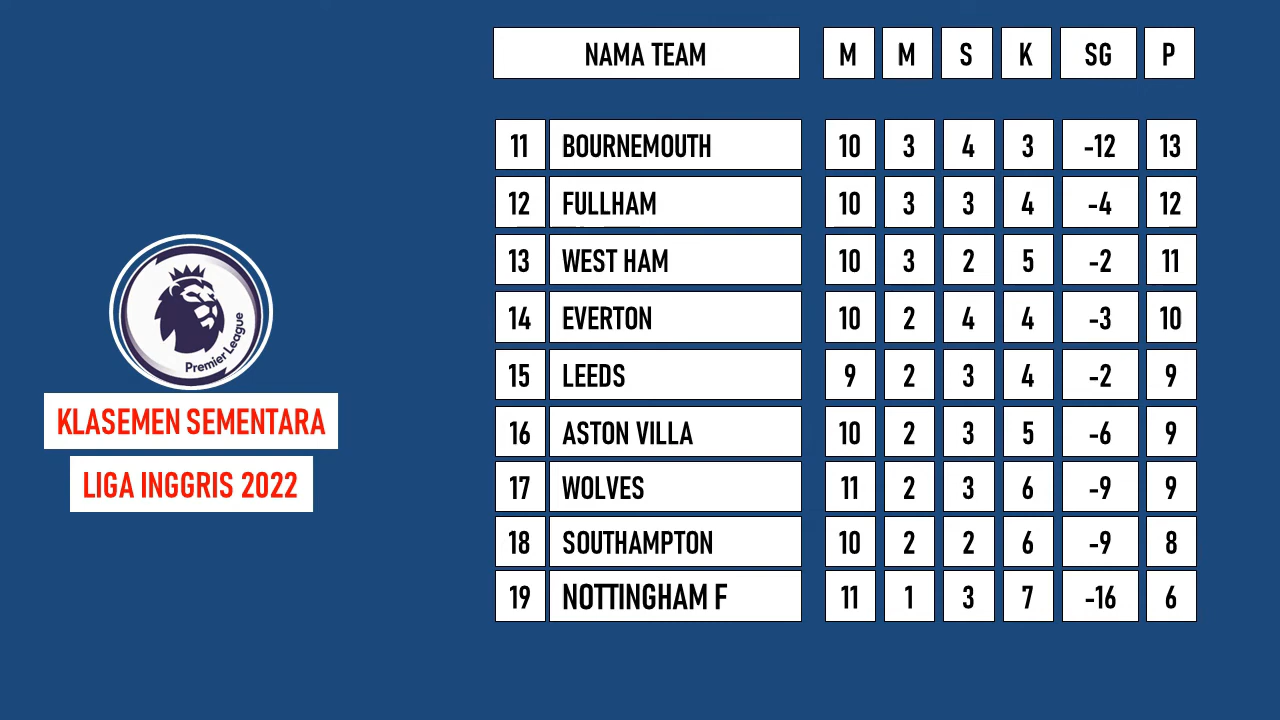 NAMA TEAM M M S K SG P
11 BOURNEMOUTH 10 3 4 3 -12 13
12 FULLHAM 10 3 3 4 -4 12
13 WEST HAM 10 3 2 5 -2 11
14 EVERTON 10 2 4 4 -3 10
15 LEEDS 9 2 3 4 -2 9
16 ASTON VILLA 10 2 3 5 -6 9
17 WOLVES 11 2 3 6 -9 9
18 SOUTHAMPTON 10 2 2 6 -9 8
19 NOTTINGHAM F 11 1 3 7 -16 6
Premier League
KLASEMEN SEMENTARA
LIGA INGGRIS 2022